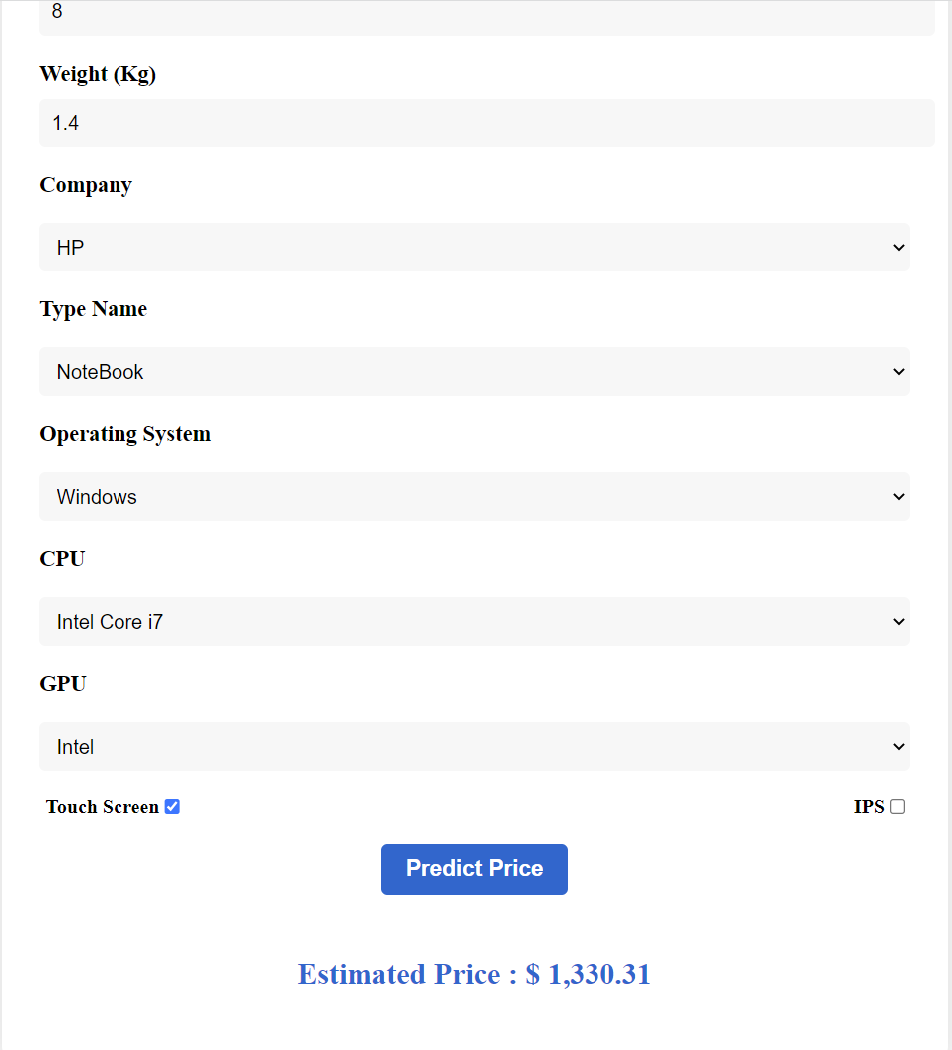 8
Weight (Kg)
1.4
Company
HP
Type Name
NoteBook
Operating System
Windows
CPU
Intel Core i7
GPU
Intel
Touch Screen IPS
Predict Price
Estimated Price : $ 1,330.31